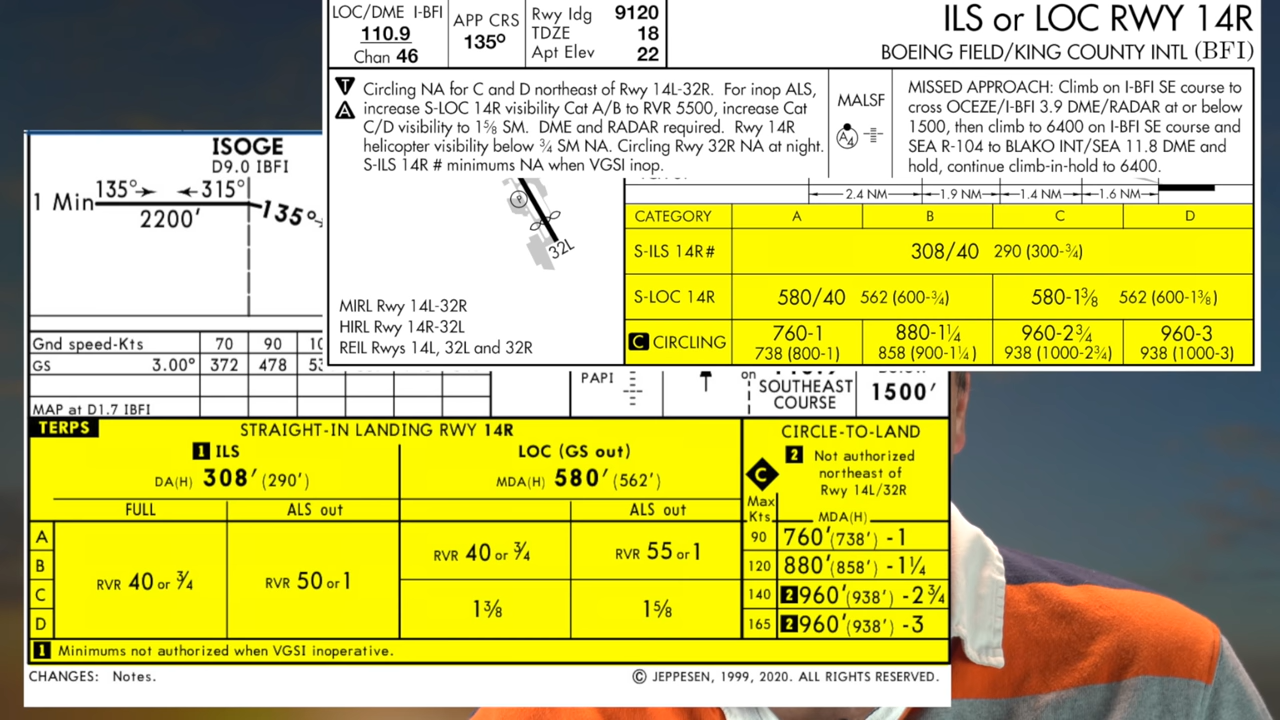 LOC/DME I-BFI
110.9
Chan 46
APP CRS
135°
Rwy Idg 9120
TDZE 18
Apt Elev 22
ILS or LOC RWY 14R
BOEING FIELD/KING COUNTY INTL (BFI)
T
A
Circling NA for C and D northeast of Rwy 14L-32R. For inop ALS,
increase S-LOC 14R visibility Cat A/B to RVR 5500, increase Cat
C/D visibility to 1⅝ SM. DME and RADAR required. Rwy 14R
helicopter visibility below ¾ SM NA. Circling Rwy 32R NA at night.
S-ILS 14R # minimums NA when VGSI inop.
MALSF
A4
MISSED APPROACH: Climb on I-BFI SE course to
cross OCEZE/I-BFI 3.9 DME/RADAR at or below
1500, then climb to 6400 on I-BFI SE course and
SEA R-104 to BLAKO INT/SEA 11.8 DME and
hold, continue climb-in-hold to 6400.
P
32L
MIRL Rwy 14L-32R
HIRL Rwy 14R-32L
REIL Rwys 14L, 32L and 32R
2.4 NM 1.9 NM 1.4 NM 1.6 NM
CATEGORY A B C D
S-ILS 14R# 308/40 290 (300-¾)
S-LOC 14R 580/40 562 (600-¾) 580-1⅜ 562 (600-1⅜)
C CIRCLING 760-1 880-1¼ 960-2¾ 960-3
738 (800-1) 858 (900-1¼) 938 (1000-2¾) 938 (1000-3)
ISOGE
D9.0 IBFI
1 Min 135° 315°
2200' 135°
Gnd speed-Kts 70 90
GS 3.00° 372 478
MAP at D1.7 IBFI
PAPI
on
SOUTHEAST
COURSE
1500'
TERPS
STRAIGHT-IN LANDING RWY 14R
1 ILS
DA(H) 308' (290')
LOC (GS out)
MDA(H) 580' (562')
FULL ALS out ALS out
A
B
C
D
RVR 40 or ¾
RVR 50 or 1
RVR 40 or ¾
RVR 55 or 1
1⅜
1⅝
CIRCLE-TO-LAND
C
2 Not authorized
northeast of
Rwy 14L/32R
Max
Kts MDA(H)
90 760'(738') -1
120 880'(858') -1¼
140 2 960'(938') -2¾
165 2 960'(938') -3
1 Minimums not authorized when VGSI inoperative.
CHANGES: Notes.
© JEPPESEN, 1999, 2020. ALL RIGHTS RESERVED.